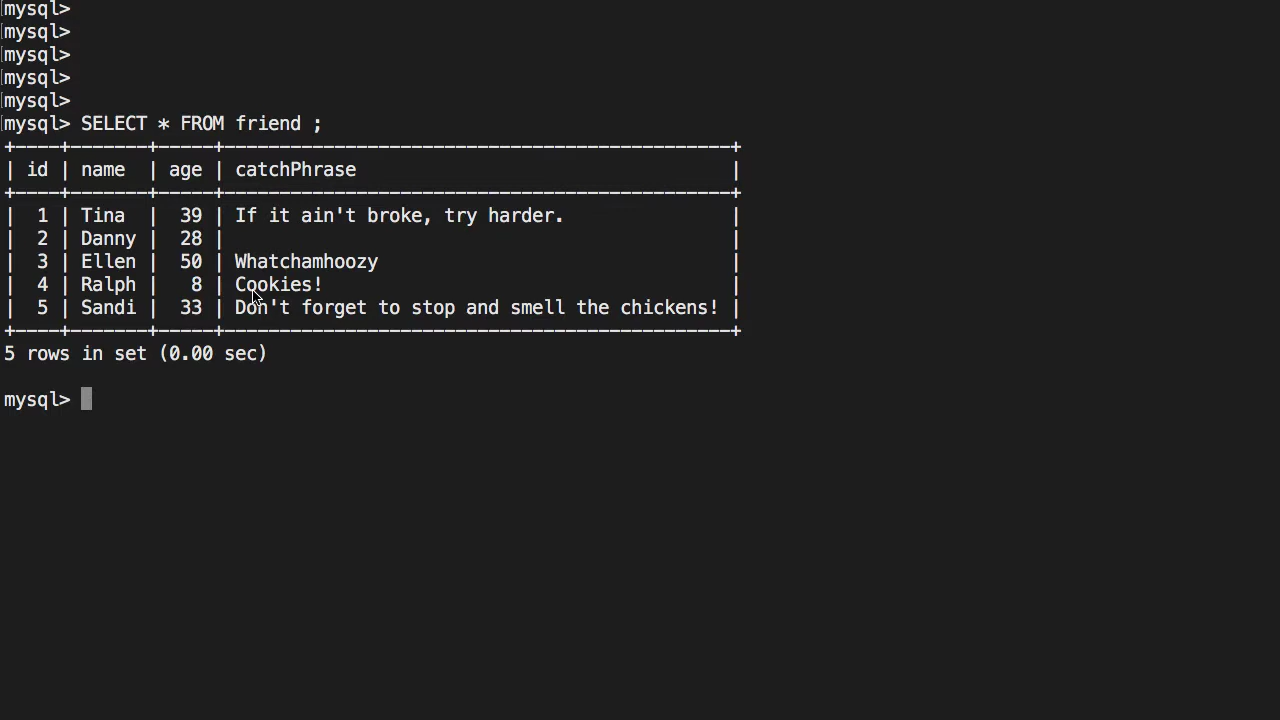 mysql>
mysql>
mysql>
mysql>
mysql>
mysql> SELECT * FROM friend ;
+----+-------+-----+----------------------------------------------+
| id | name  | age | catchPhrase                                  |
+----+-------+-----+----------------------------------------------+
|  1 | Tina  |  39 | If it ain't broke, try harder.               |
|  2 | Danny |  28 |                                              |
|  3 | Ellen |  50 | Whatchamhoozy                                |
|  4 | Ralph |   8 | Cookies!                                     |
|  5 | Sandi |  33 | Don't forget to stop and smell the chickens! |
+----+-------+-----+----------------------------------------------+
5 rows in set (0.00 sec)
mysql>